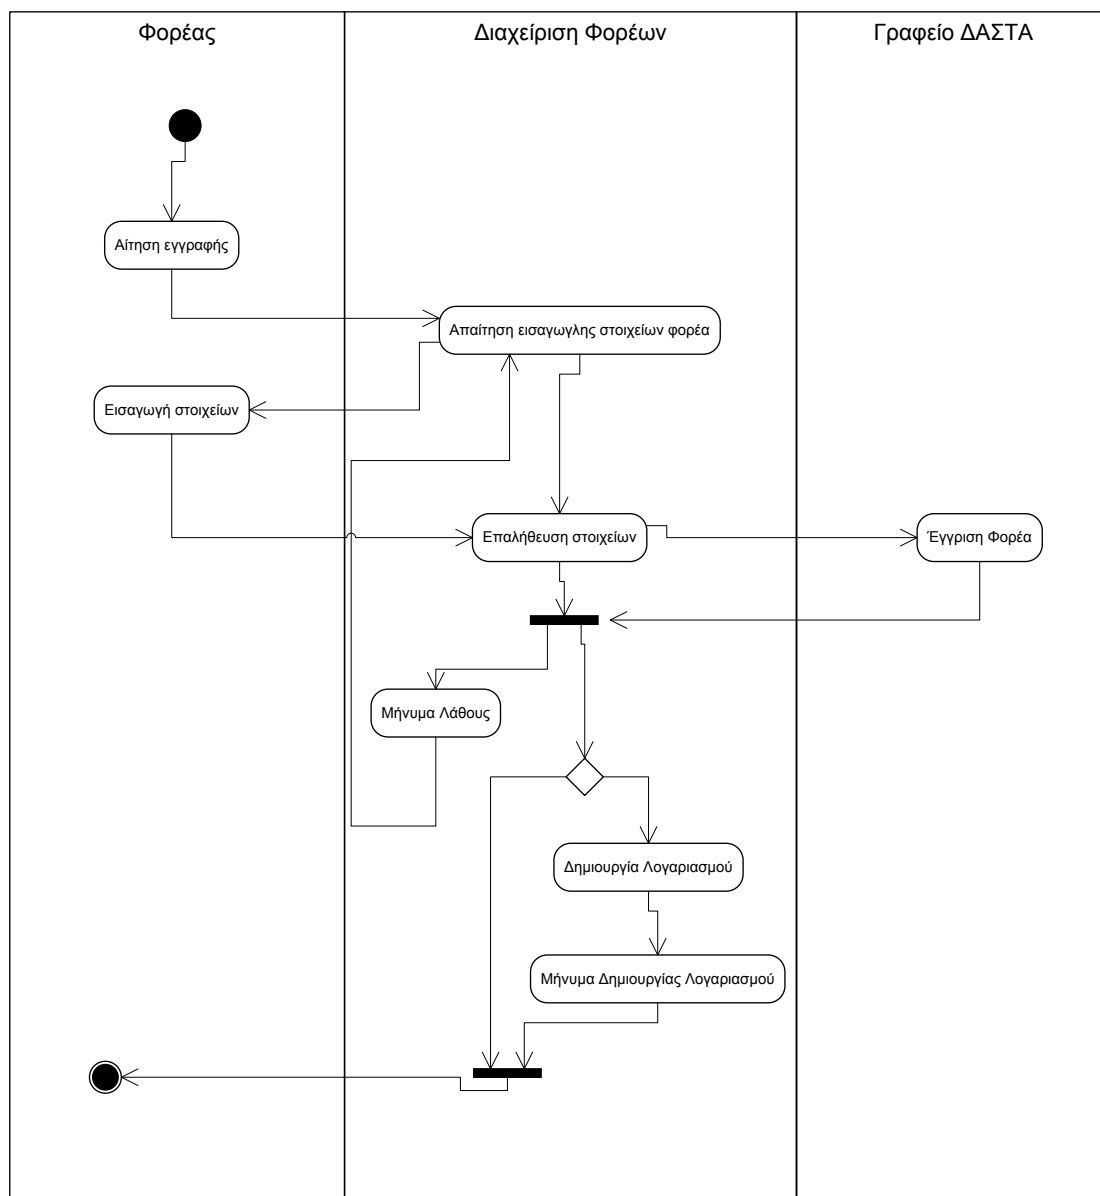 Φορέας
Διαχείριση Φορέων
Γραφείο ΔΑΣΤΑ
Αίτηση εγγραφής
Απαίτηση εισαγωγλης στοιχείων φορέα
Εισαγωγή στοιχείων
Επαλήθευση στοιχείων
Έγγριση Φορέα
Μήνυμα Λάθους
Δημιουργία Λογαριασμού
Μήνυμα Δημιουργίας Λογαριασμού